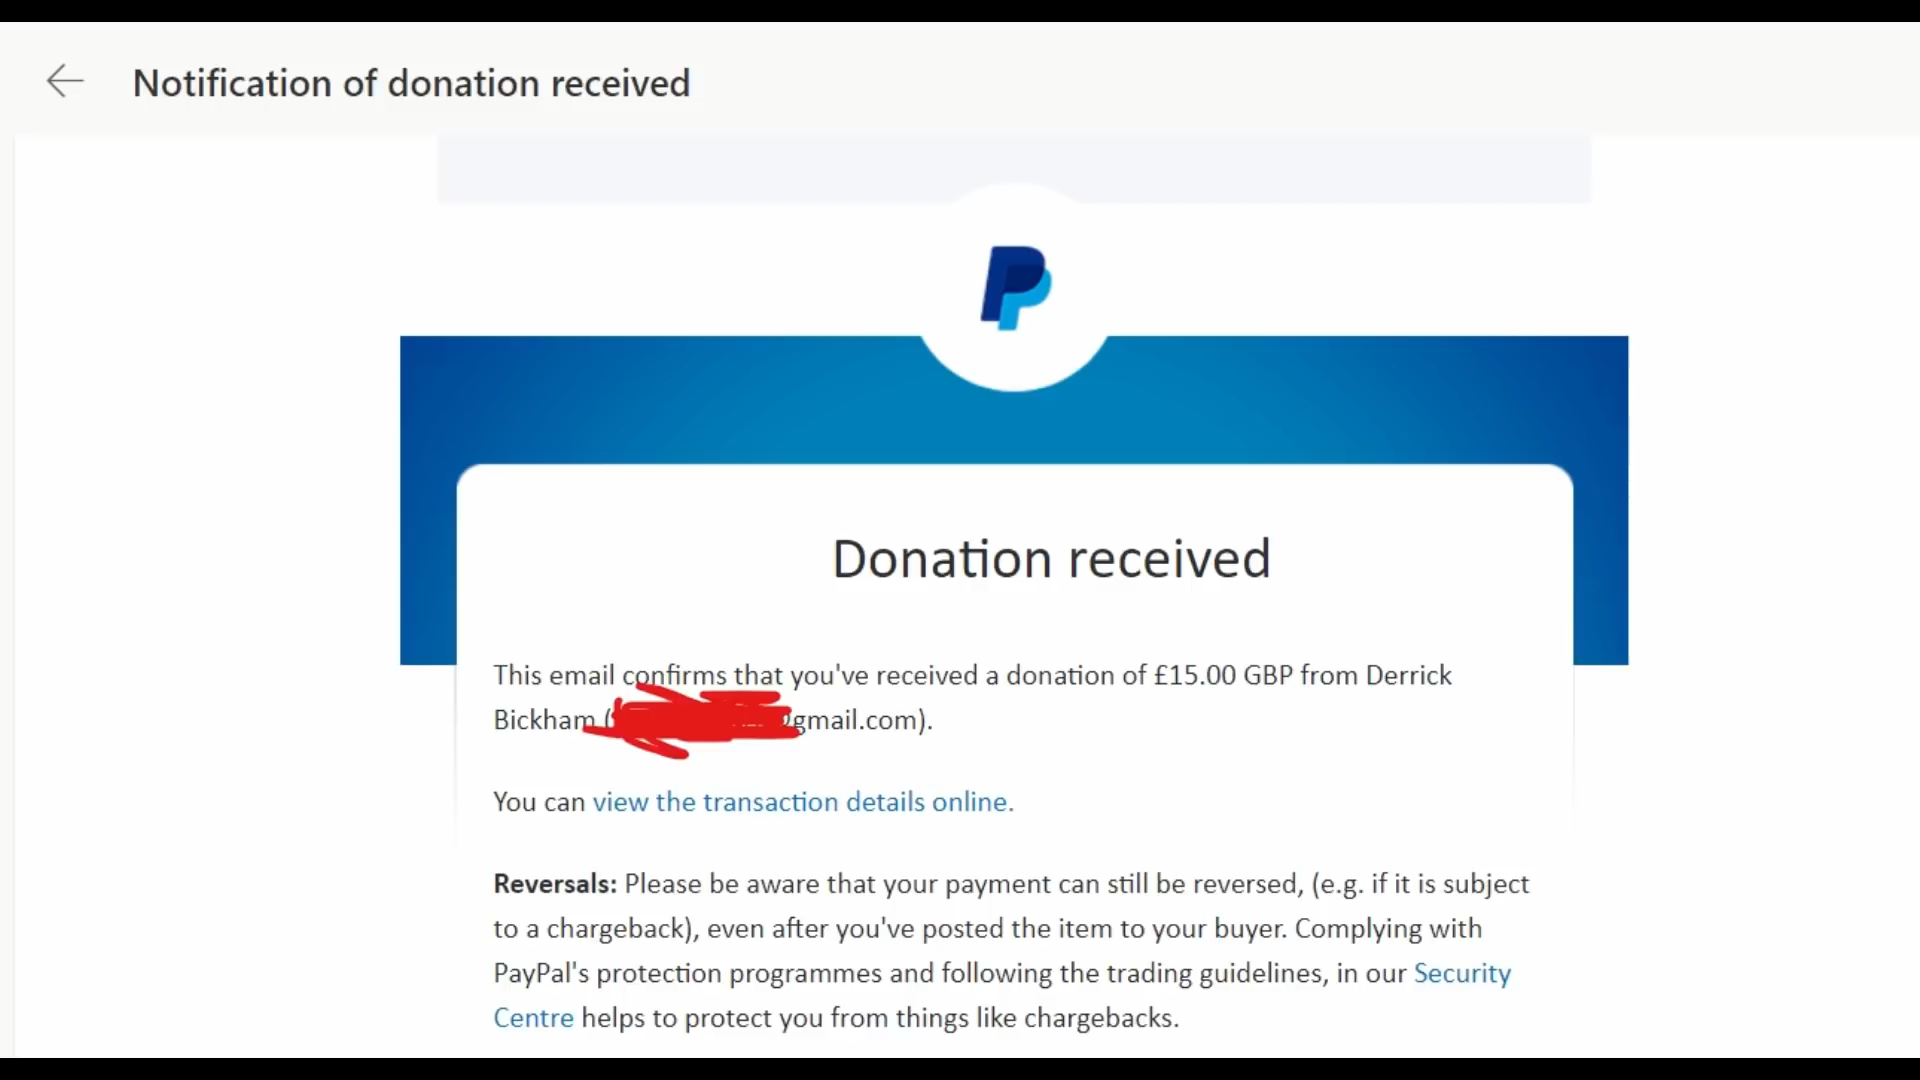 Notification of donation received
Donation received
This email confirms that you've received a donation of £15.00 GBP from Derrick
Bickham (@gmail.com).
You can view the transaction details online.
Reversals: Please be aware that your payment can still be reversed, (e.g. if it is subject
to a chargeback), even after you've posted the item to your buyer. Complying with
PayPal's protection programmes and following the trading guidelines, in our Security
Centre helps to protect you from things like chargebacks.